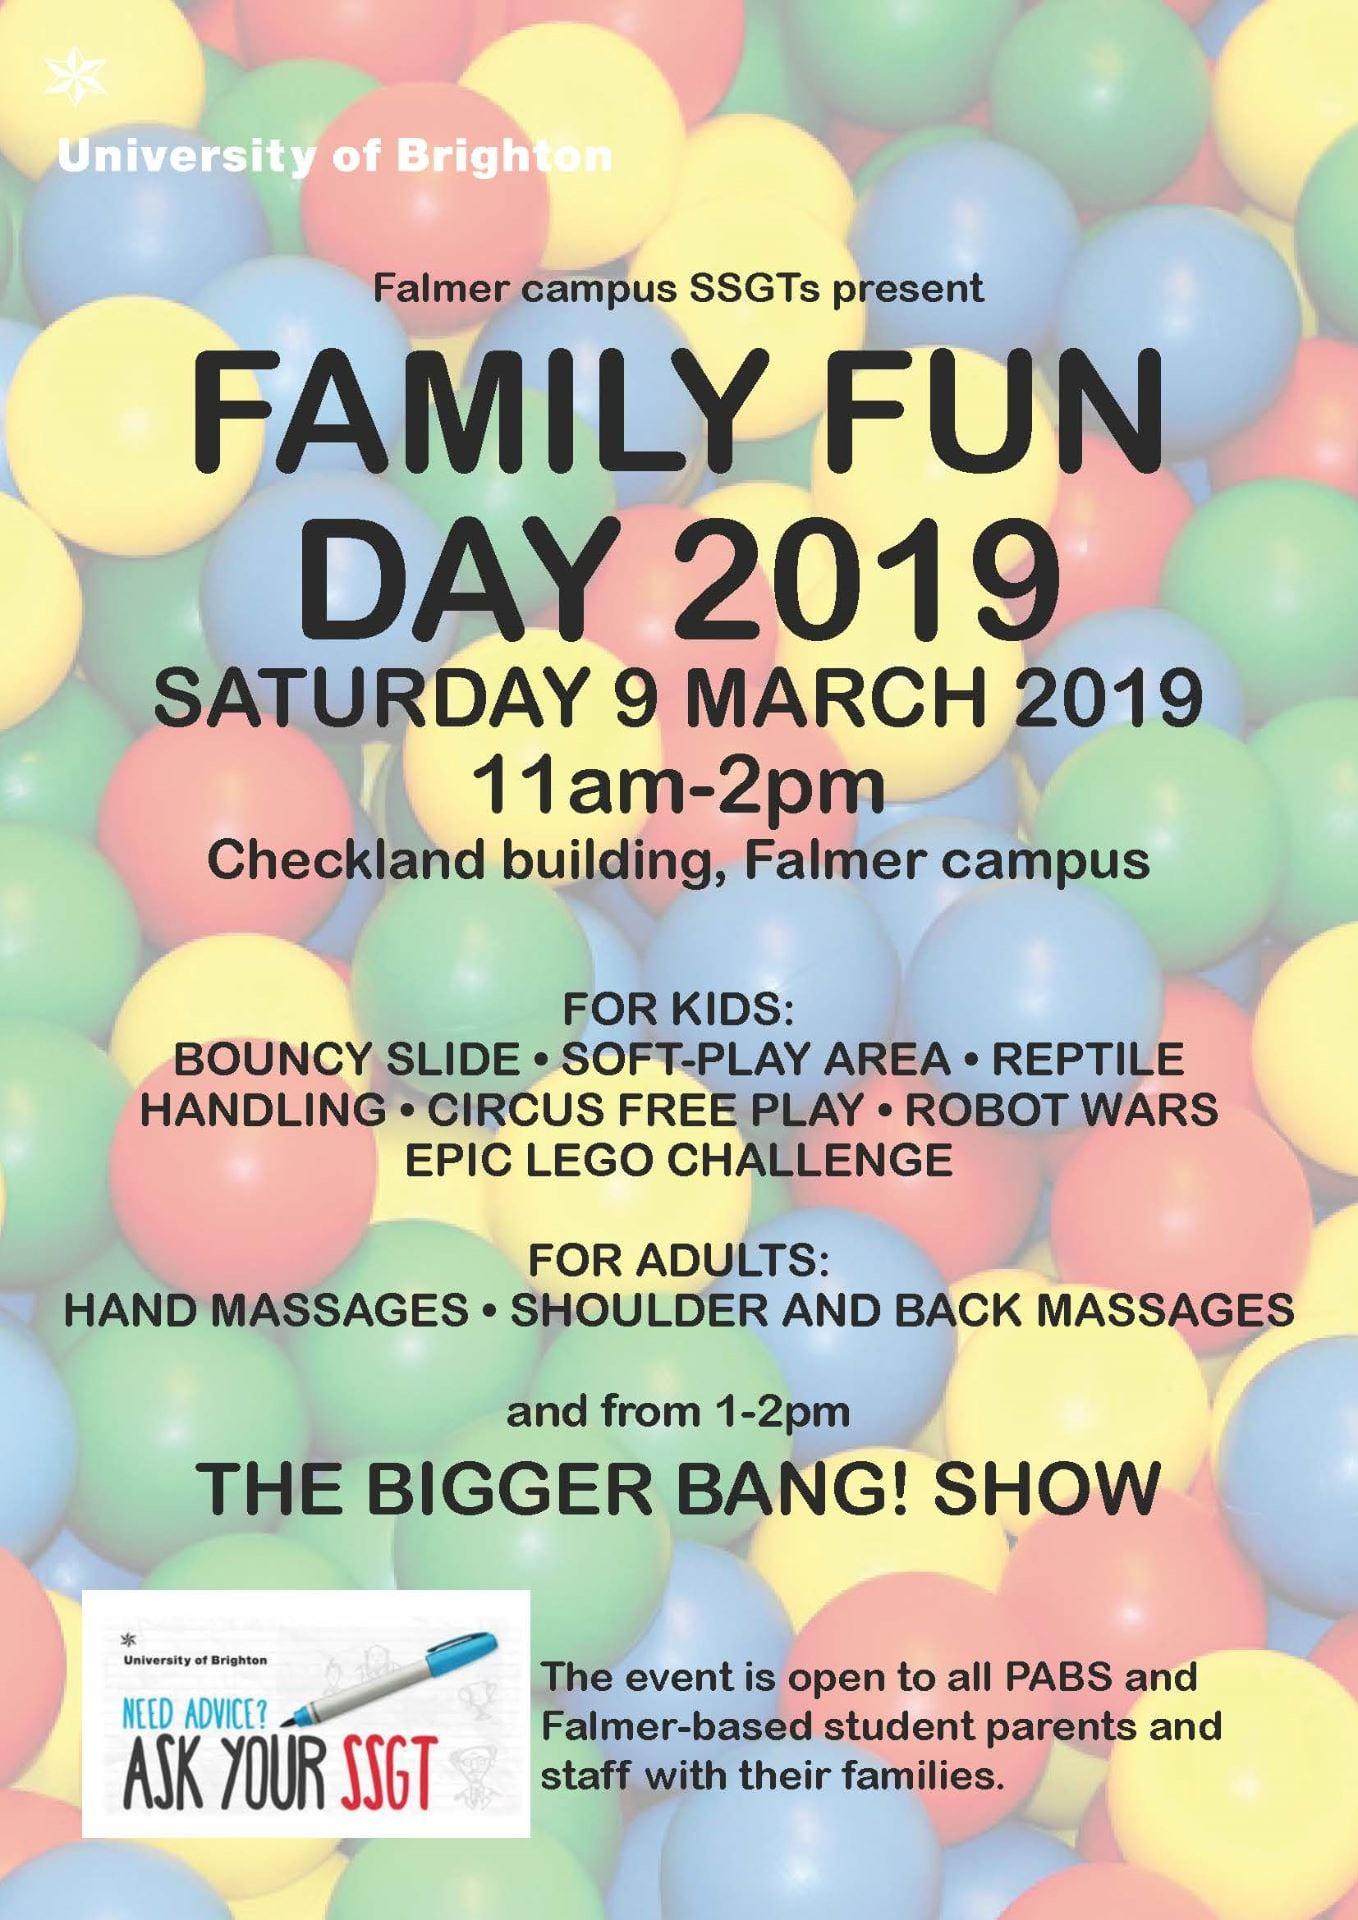 University of Brighton
Falmer campus SSGTs present
FAMILY FUN
DAY 2019
SATURDAY 9 MARCH 2019
11am-2pm
Checkland building, Falmer campus
FOR KIDS:
BOUNCY SLIDE • SOFT-PLAY AREA • REPTILE
HANDLING • CIRCUS FREE PLAY • ROBOT WARS
EPIC LEGO CHALLENGE
FOR ADULTS:
HAND MASSAGES • SHOULDER AND BACK MASSAGES
and from 1-2pm
THE BIGGER BANG! SHOW
University of Brighton
NEED ADVICE?
ASK YOUR SSGT
The event is open to all PABS and
Falmer-based student parents and
staff with their families.